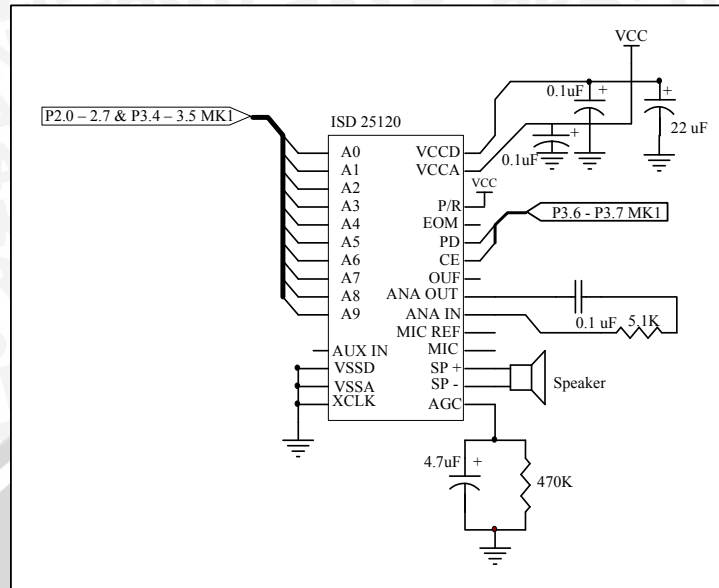 VCC
0.1uF +
+
22 uF
P2.0 – 2.7 & P3.4 – 3.5 MK1
ISD 25120
+
0.1uF
A0
A1
A2
A3
A4
A5
A6
A7
A8
A9
AUX IN
VSSD
VSSA
XCLK
VCCD
VCCA
P/R
EOM
PD
CE
OUF
ANA OUT
ANA IN
MIC REF
MIC
SP +
SP -
AGC
VCC
P3.6 - P3.7 MK1
0.1 uF
5.1K
Speaker
4.7uF +
470K